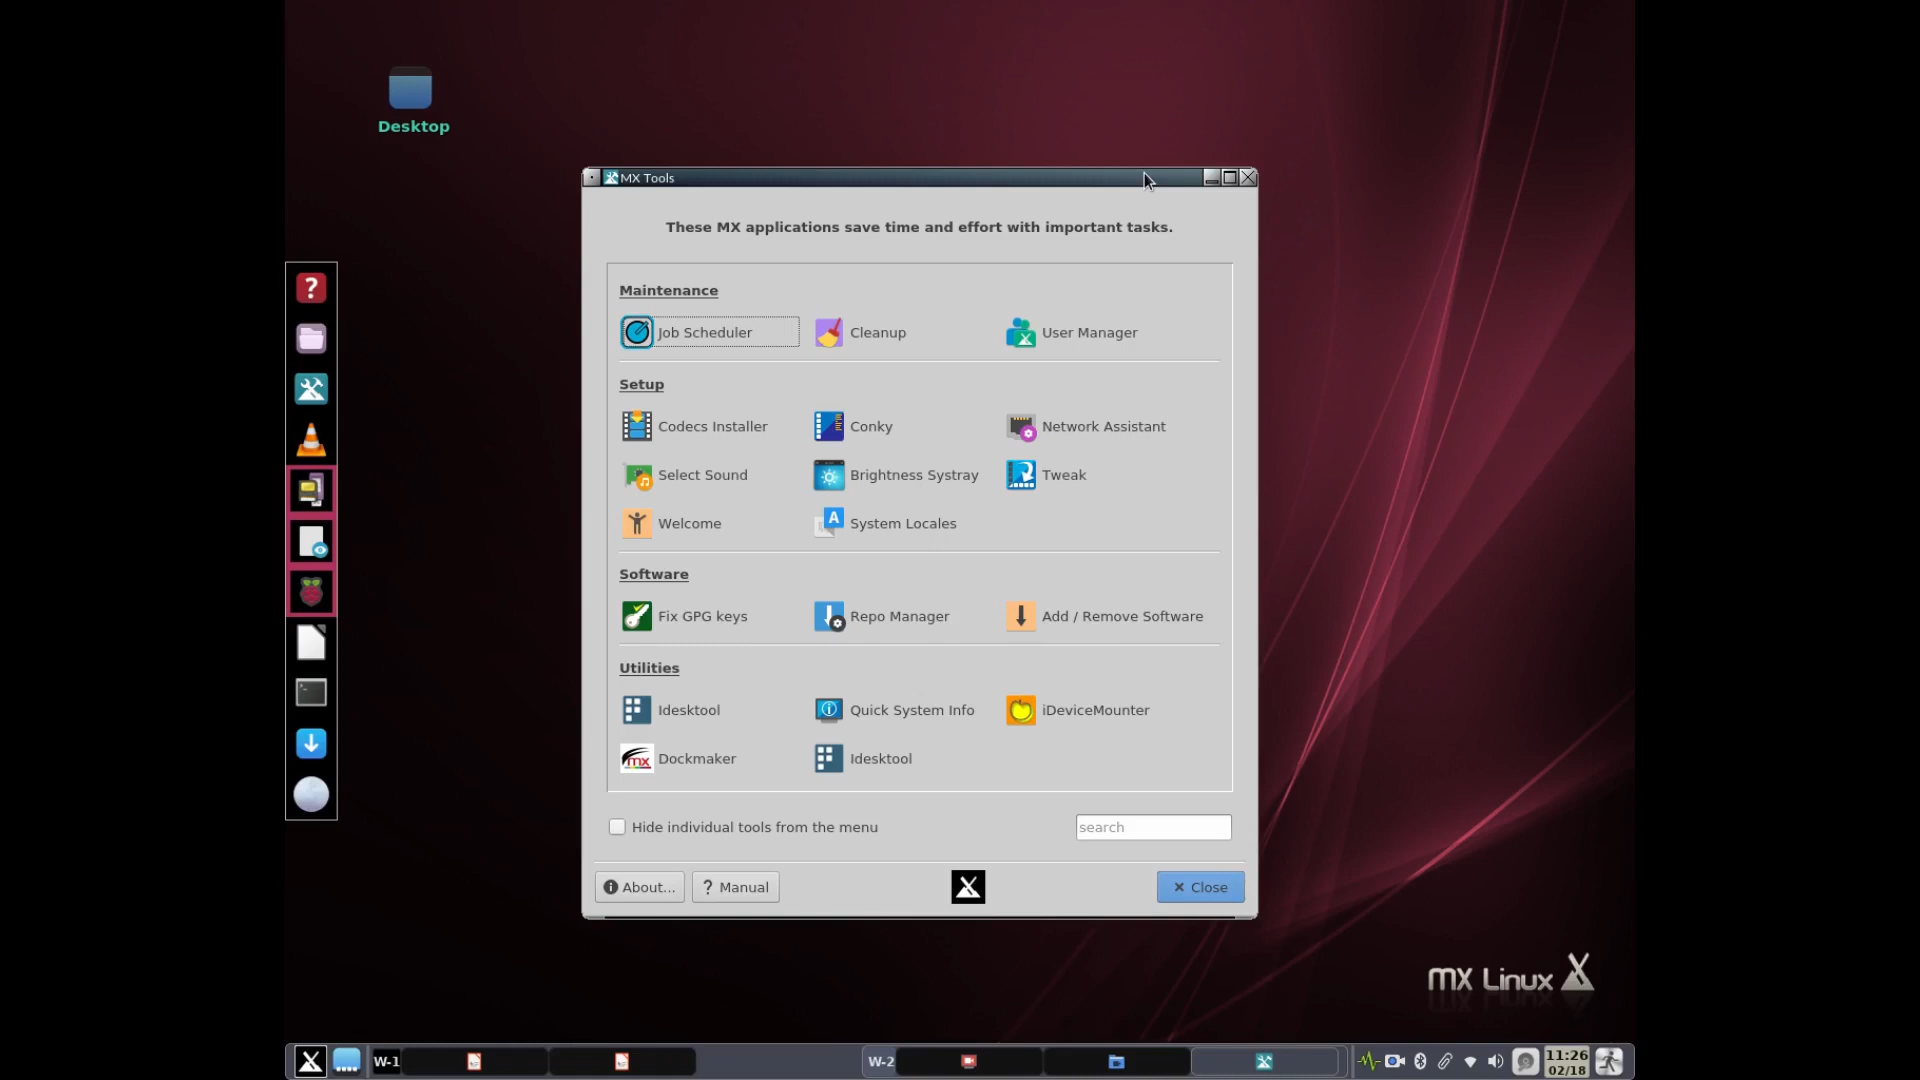 Desktop
MX Tools
These MX applications save time and effort with important tasks.
Maintenance
Job Scheduler Cleanup User Manager
Setup
Codecs Installer Conky Network Assistant
Select Sound Brightness Systray Tweak
Welcome System Locales
Software
Fix GPG keys Repo Manager Add / Remove Software
Utilities
Idesktool Quick System Info iDeviceMounter
Dockmaker Idesktool
Hide individual tools from the menu search
About... ? Manual Close
MX Linux
W-1 W-2 11:26
02/18